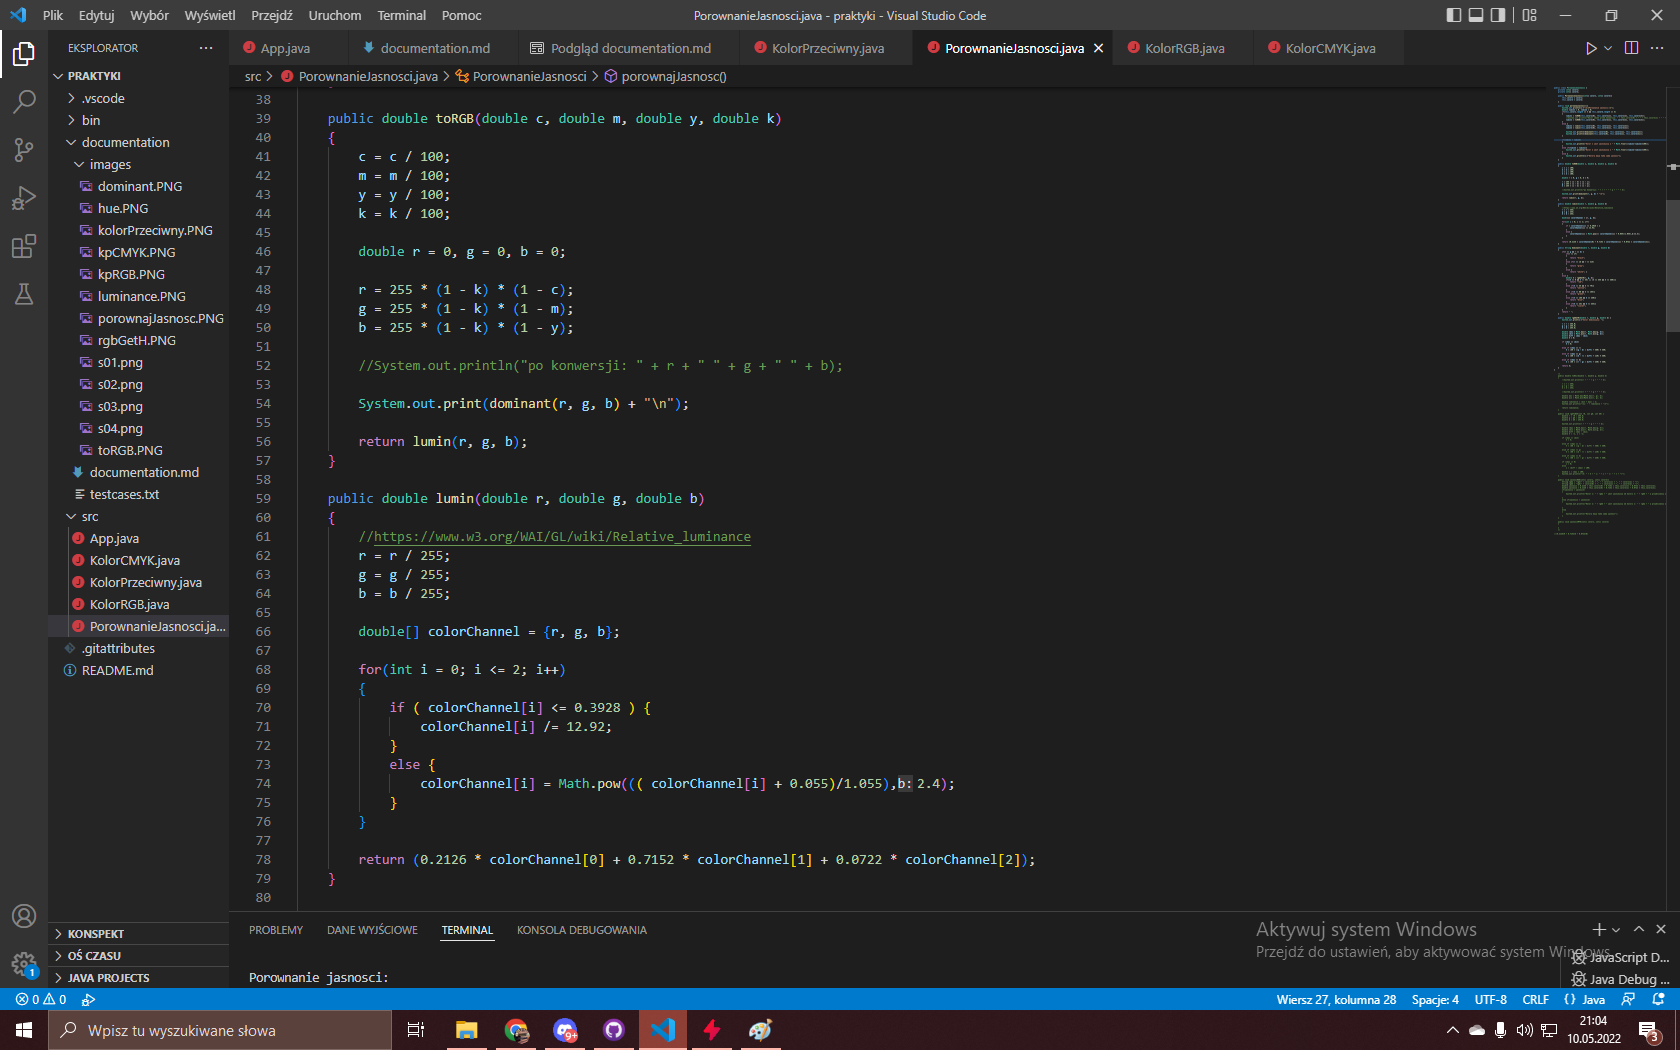 Plik Edytuj Wybór Wyświetl Przejdź Uruchom Terminal Pomoc
PorownanieJasnosci.java - praktyki - Visual Studio Code
EKSPLORATOR
App.java documentation.md Podgląd documentation.md KolorPrzeciwny.java PorownanieJasnosci.java KolorRGB.java KolorCMYK.java
src > PorownanieJasnosci.java > PorownanieJasnosci > porownajJasnosc()
PRAKTYKI
.vscode
bin
documentation
images
dominant.PNG
hue.PNG
kolorPrzeciwny.PNG
kpCMYK.PNG
kpRGB.PNG
luminance.PNG
porownajJasnosc.PNG
rgbGetH.PNG
s01.png
s02.png
s03.png
s04.png
toRGB.PNG
documentation.md
testcases.txt
src
App.java
KolorCMYK.java
KolorPrzeciwny.java
KolorRGB.java
PorownanieJasnosci.ja...
.gitattributes
README.md
KONSPEKT
OŚ CZASU
JAVA PROJECTS
38
39 public double toRGB(double c, double m, double y, double k)
40 {
41 c = c / 100;
42 m = m / 100;
43 y = y / 100;
44 k = k / 100;
45
46 double r = 0, g = 0, b = 0;
47
48 r = 255 * (1 - k) * (1 - c);
49 g = 255 * (1 - k) * (1 - m);
50 b = 255 * (1 - k) * (1 - y);
51
52 //System.out.println("po konwersji: " + r + " " + g + " " + b);
53
54 System.out.print(dominant(r, g, b) + "\n");
55
56 return lumin(r, g, b);
57 }
58
59 public double lumin(double r, double g, double b)
60 {
61 //https://www.w3.org/WAI/GL/wiki/Relative_luminance
62 r = r / 255;
63 g = g / 255;
64 b = b / 255;
65
66 double[] colorChannel = {r, g, b};
67
68 for(int i = 0; i <= 2; i++)
69 {
70 if ( colorChannel[i] <= 0.3928 ) {
71 colorChannel[i] /= 12.92;
72 }
73 else {
74 colorChannel[i] = Math.pow((( colorChannel[i] + 0.055)/1.055),b: 2.4);
75 }
76 }
77
78 return (0.2126 * colorChannel[0] + 0.7152 * colorChannel[1] + 0.0722 * colorChannel[2]);
79 }
80
PROBLEMY DANE WYJŚCIOWE TERMINAL KONSOLA DEBUGOWANIA
Porownanie jasnosci:
Aktywuj system Windows
Przejdź do ustawień, aby aktywować system Windows.
JavaScript D...
Java Debug ...
1
0 0
Wiersz 27, kolumna 28 Spacje: 4 UTF-8 CRLF {} Java
Wpisz tu wyszukiwane słowa
9+
21:04
10.05.2022
3